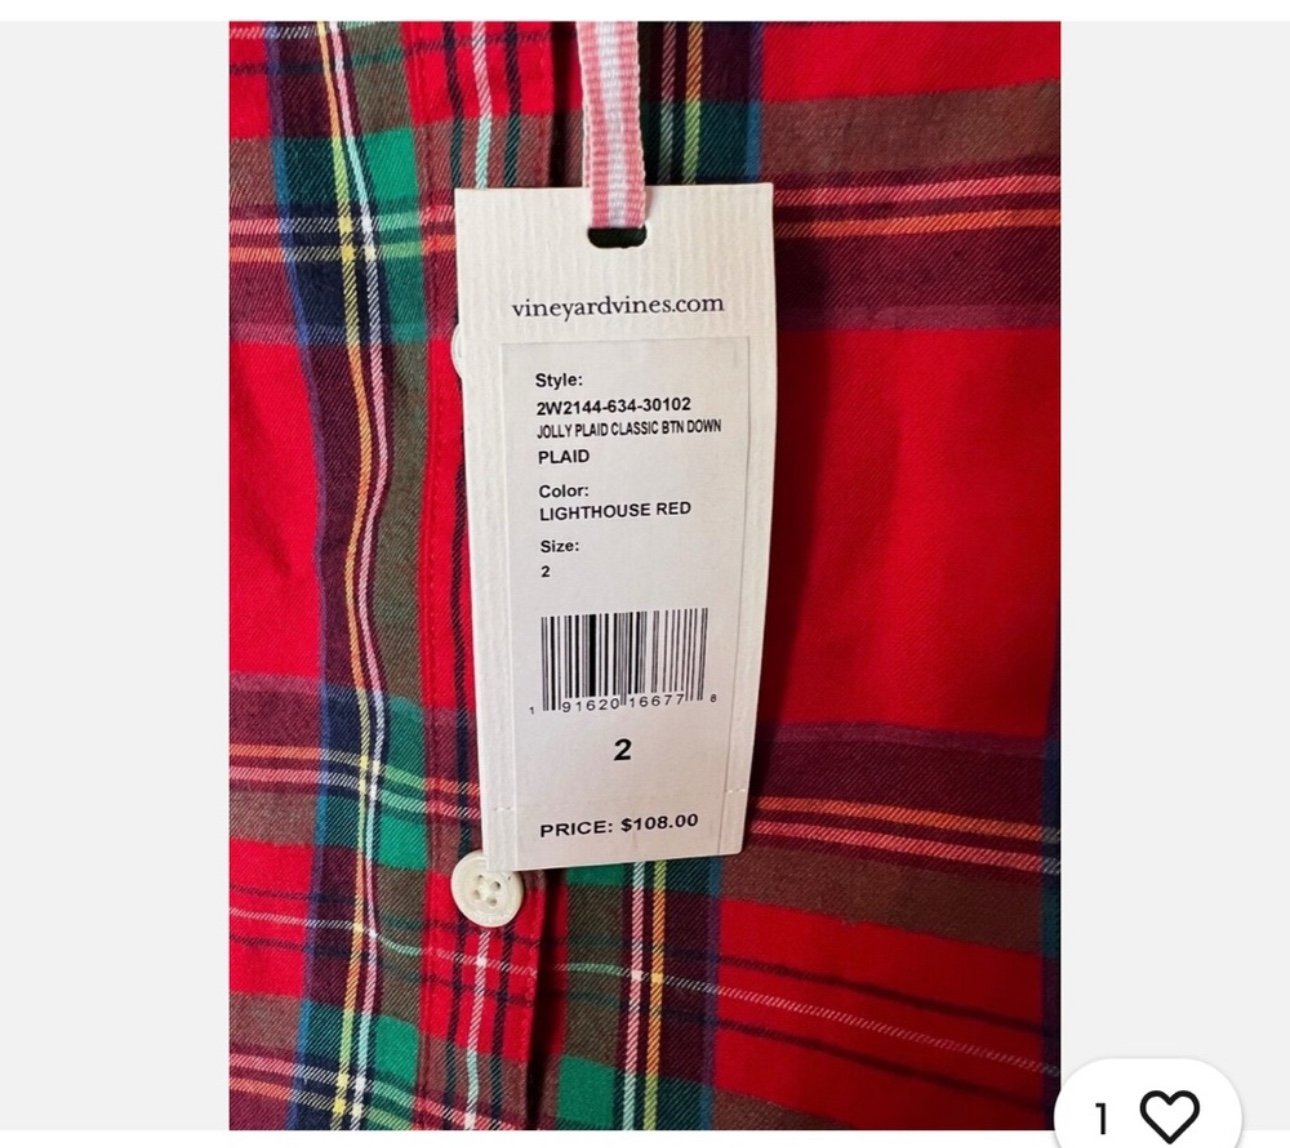 vineyardvines.com
Style:
2W2144-634-30102
JOLLY PLAID CLASSIC BTN DOWN
PLAID
Color:
LIGHTHOUSE RED
Size:
2
1 91620 16677 8
2
PRICE: $108.00
1